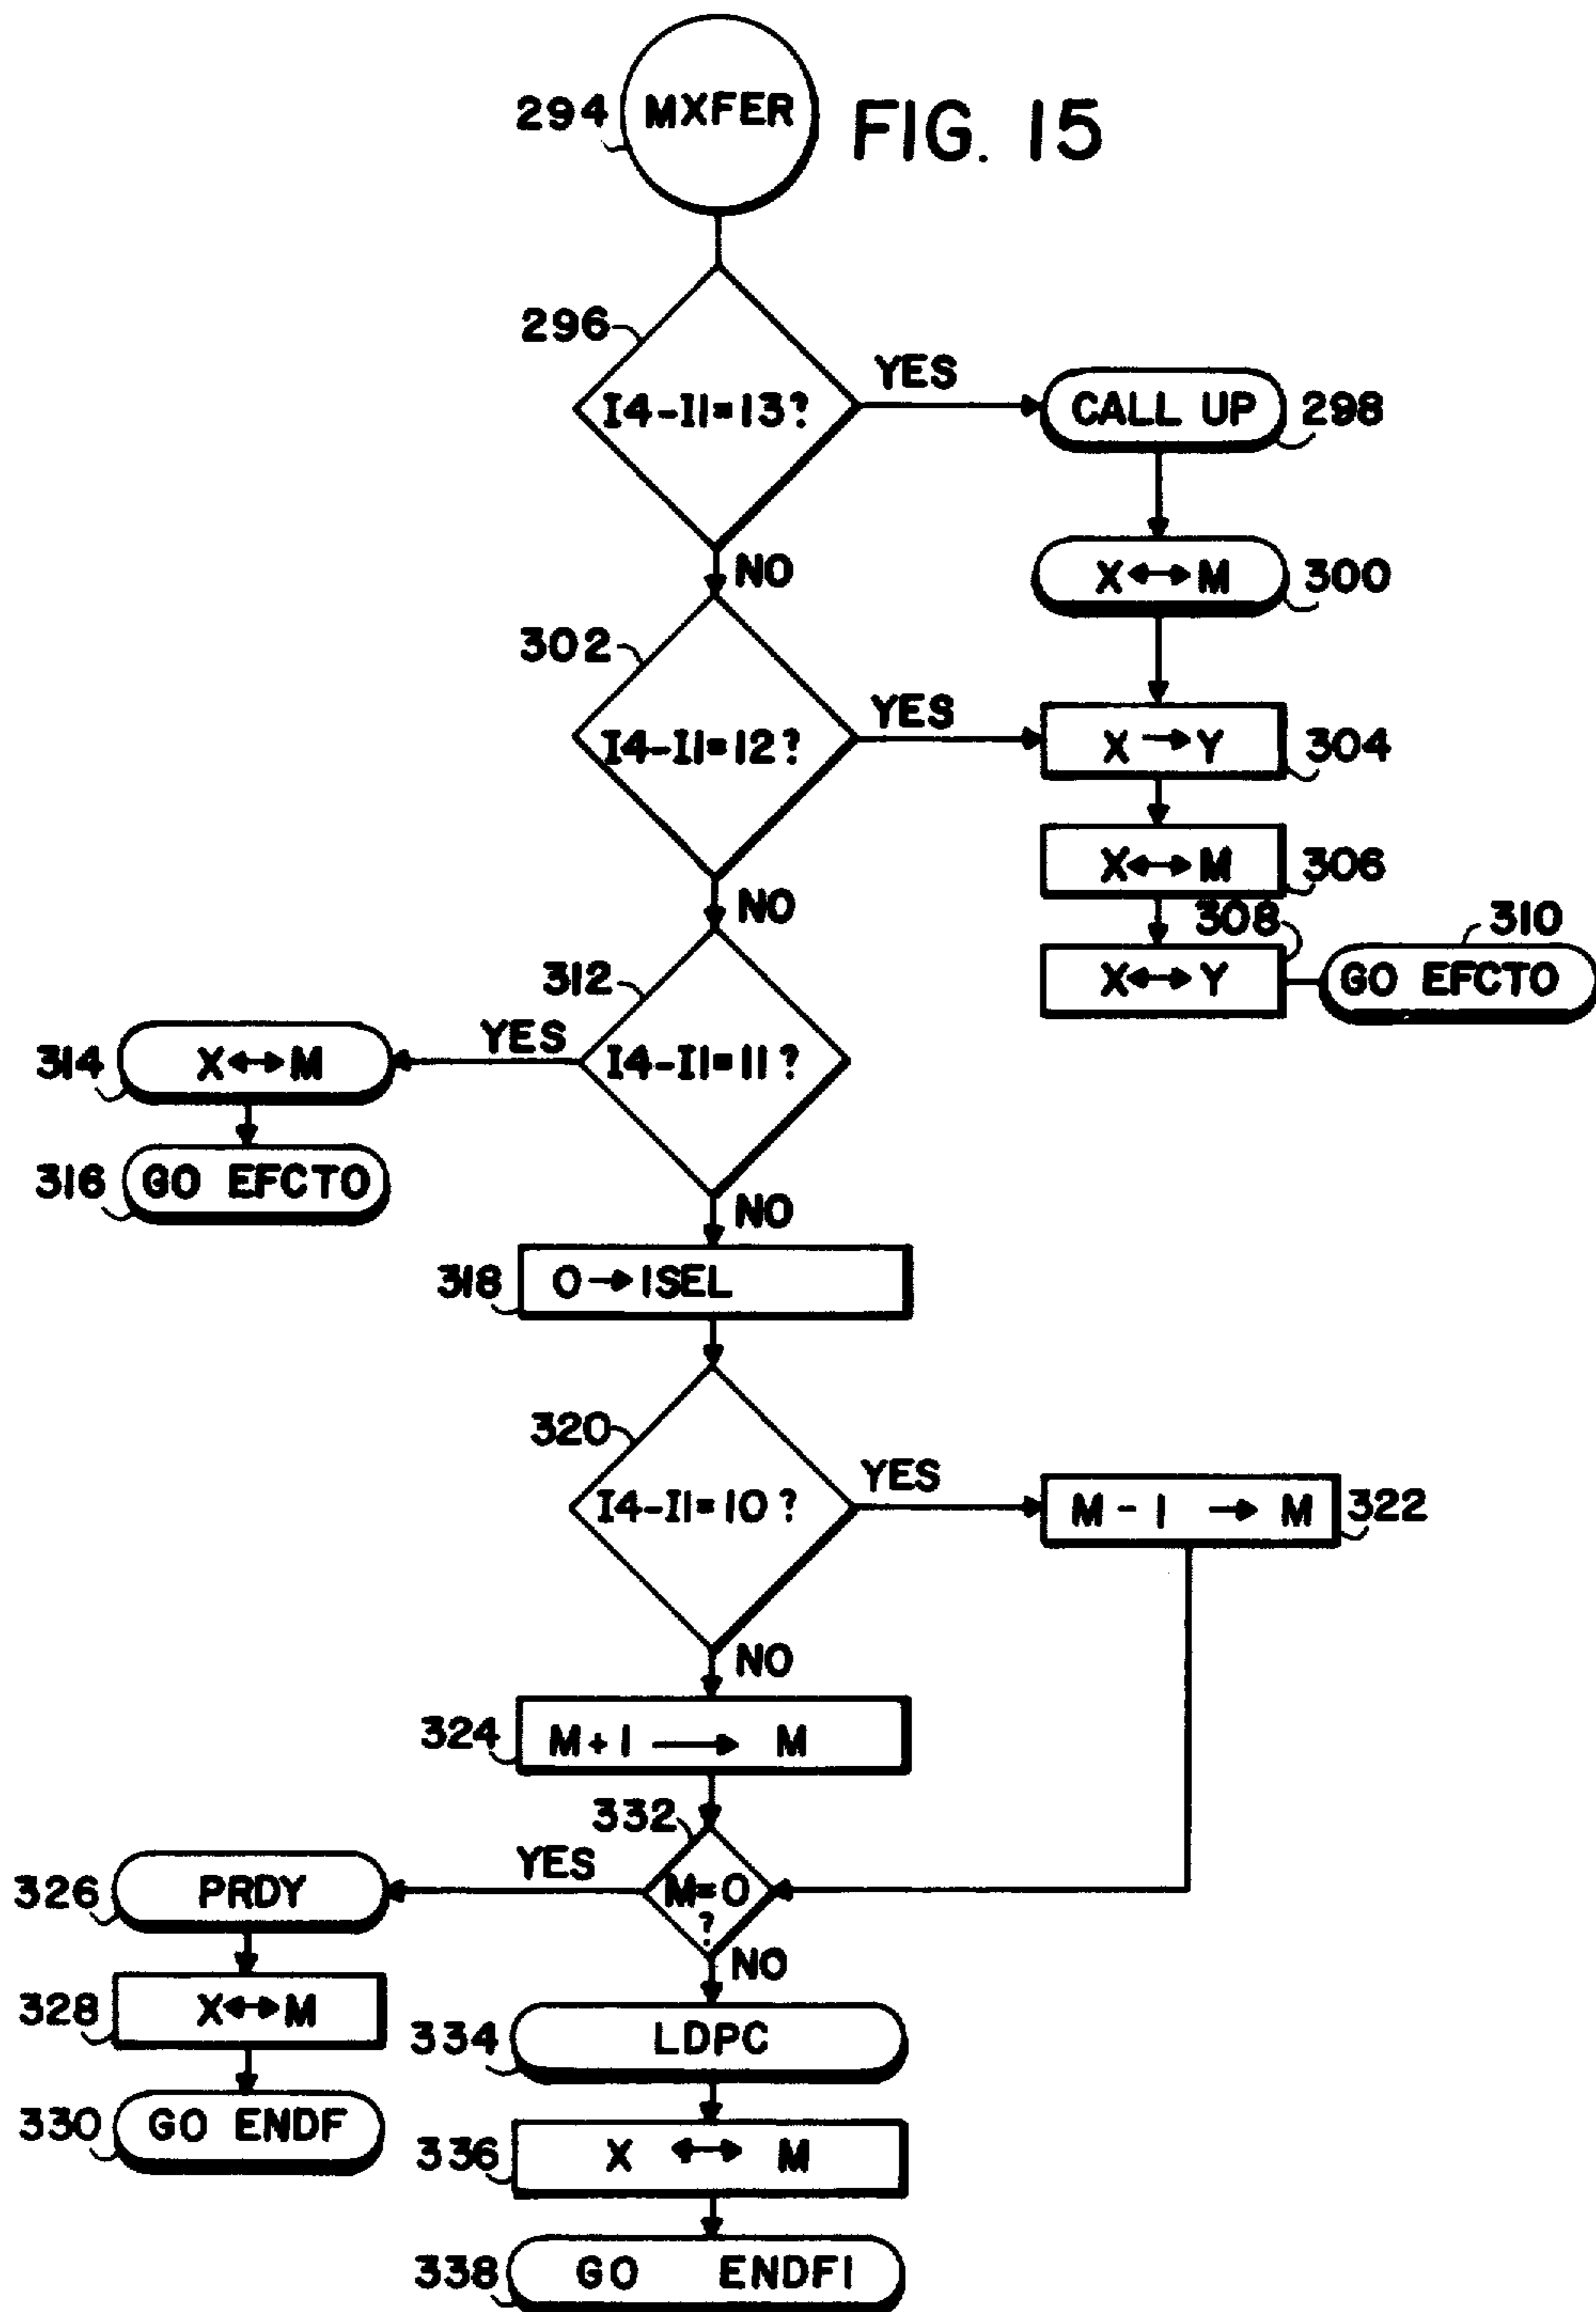 294 MXFER FIG. 15
296
I4-I1=13?
YES
CALL UP 298
NO
X↔M 300
302
I4-I1=12?
YES
X→Y 304
X↔M 306
NO
308 310
X↔Y GO EFCTO
312
I4-I1=11?
YES
314 X↔M
316 GO EFCTO
NO
318 0→ISEL
320
I4-I1=10?
YES
M-1 → M 322
NO
324 M+1 → M
332
M=0
?
YES
326 PRDY
NO
328 X↔M
334 LDPC
330 GO ENDF
336 X ↔ M
338 GO ENDF1